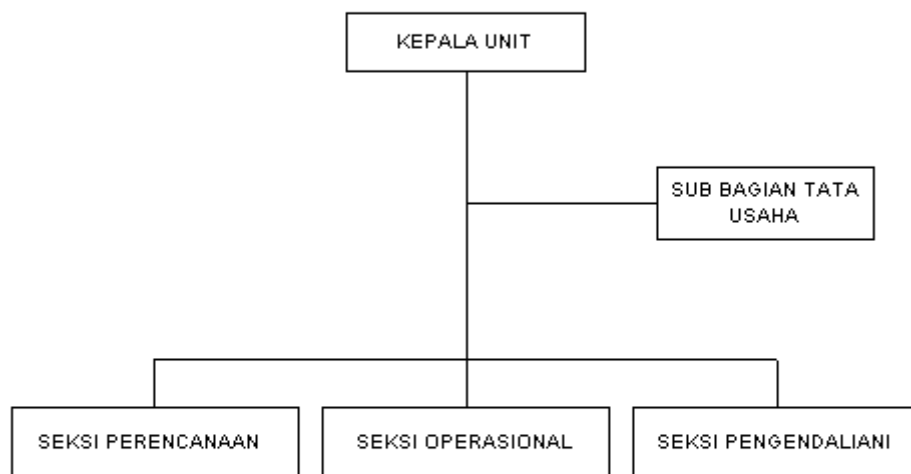 KEPALA UNIT
SUB BAGIAN TATA
USAHA
SEKSI PERENCANAAN
SEKSI OPERASIONAL
SEKSI PENGENDALIANI